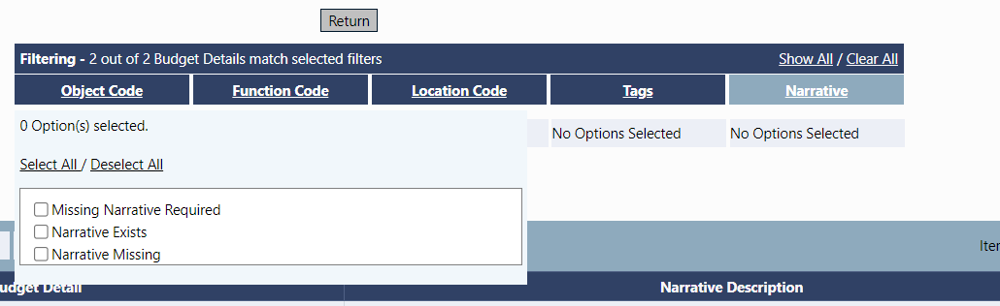 Return
Filtering - 2 out of 2 Budget Details match selected filters
Show All / Clear All
Object Code
Function Code
Location Code
Tags
Narrative
0 Option(s) selected.
No Options Selected
No Options Selected
Select All / Deselect All
Missing Narrative Required
Narrative Exists
Narrative Missing
Iter
udget Detail
Narrative Description